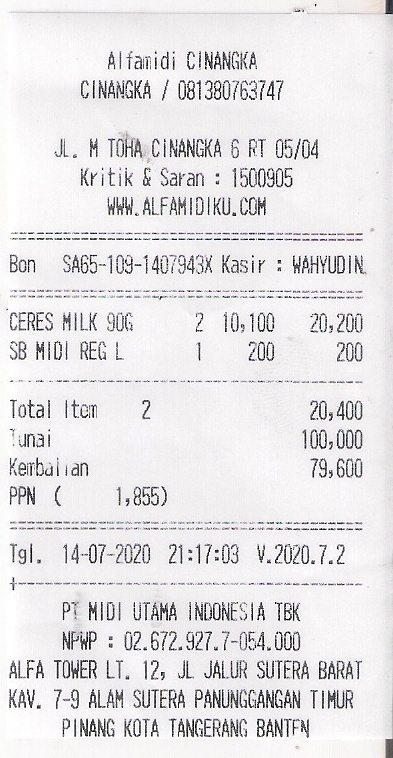 Alfamidi CINANGKA
CINANGKA / 081380763747
JL. M TOHA CINANGKA 6 RT 05/04
Kritik & Saran : 1500905
WWW.ALFAMIDIKU.COM
Bon SA65-109-1407943X Kasir : WAHYUDIN
CERES MILK 90G 2 10,100 20,200
SB MIDI REG L 1 200 200
Total Item 2 20,400
Tunai 100,000
Kembalian 79,600
PPN ( 1,855)
Tgl. 14-07-2020 21:17:03 V.2020.7.2
PT MIDI UTAMA INDONESIA TBK
NPWP : 02.672.927.7-054.000
ALFA TOWER LT. 12, JL JALUR SUTERA BARAT
KAV. 7-9 ALAM SUTERA PANUNGGANGAN TIMUR
PINANG KOTA TANGERANG BANTEN